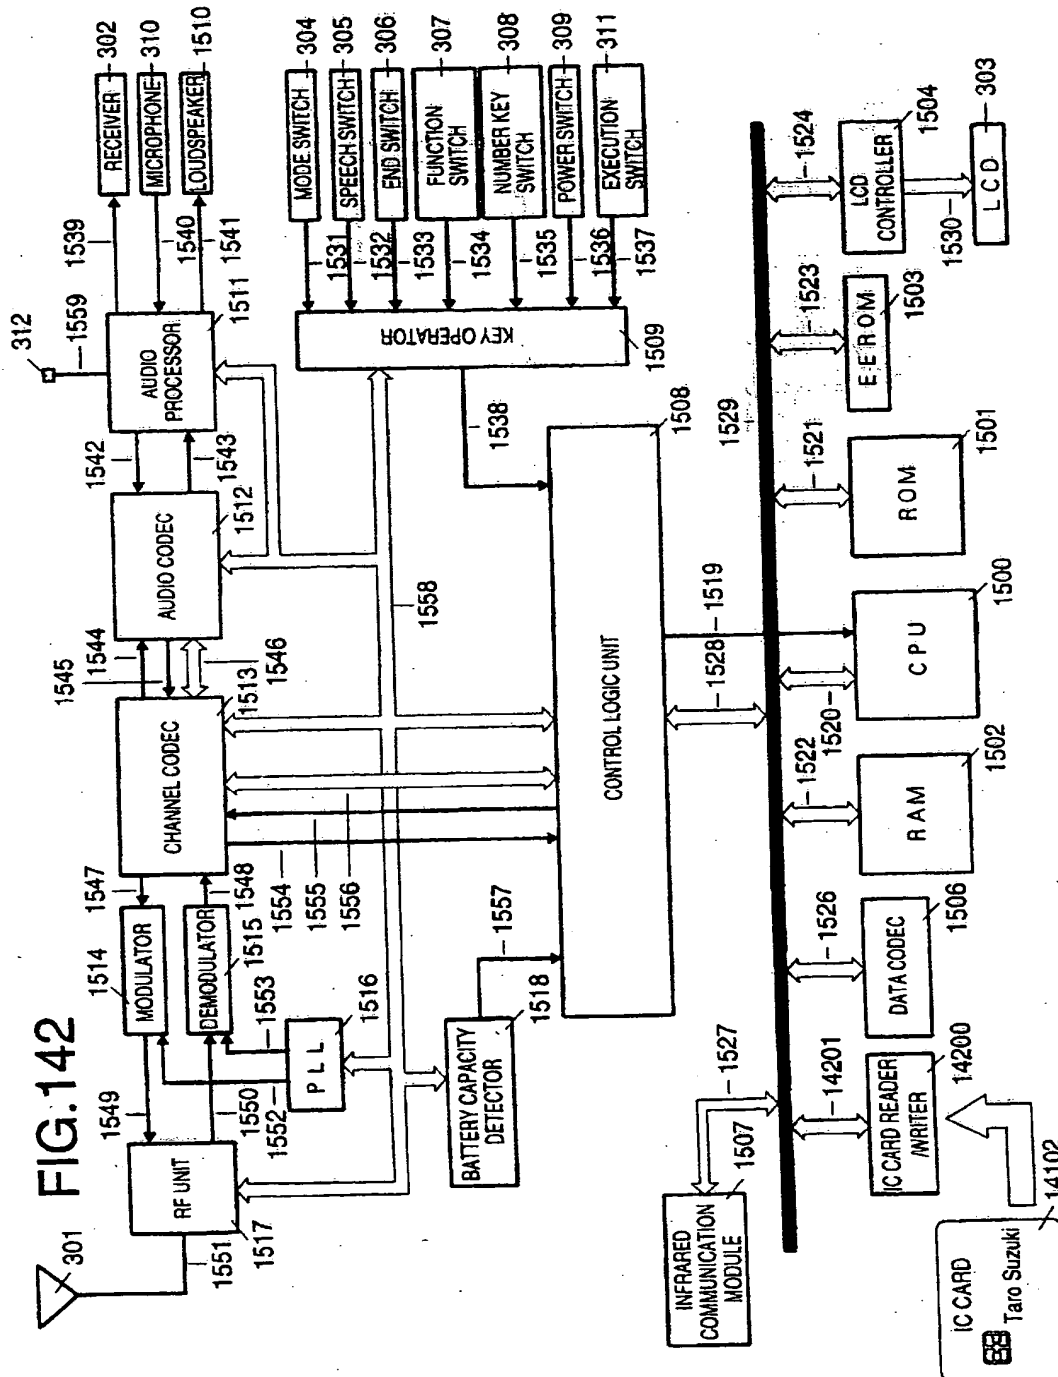 FIG.142
301
1551
RF UNIT
1517
1549
1550
1552
1514
MODULATOR
DEMODULATOR
1515
1553
P L L
1516
1547
1548
CHANNEL CODEC
1513
1554
1555
1556
1545
1544
1546
AUDIO CODEC
1512
1542
1543
312
1559
AUDIO
PROCESSOR
1511
1539
1540
1541
RECEIVER
302
MICROPHONE
310
LOUDSPEAKER
1510
MODE SWITCH
304
SPEECH SWITCH
305
END SWITCH
306
FUNCTION
SWITCH
307
NUMBER KEY
SWITCH
308
POWER SWITCH
309
EXECUTION
SWITCH
311
1531
1532
1533
1534
1535
1536
1537
KEY OPERATOR
1509
1538
1558
BATTERY CAPACITY
DETECTOR
1518
1557
CONTROL LOGIC UNIT
1508
1528
1519
1529
INFRARED
COMMUNICATION
MODULE
1507
1527
14201
1526
1522
1520
1521
1523
1524
IC CARD READER
/WRITER
14200
DATA CODEC
1506
RAM
1502
CPU
1500
ROM
1501
E E R O M
1503
LCD
CONTROLLER
1504
1530
L C D
303
IC CARD
Taro Suzuki
14102